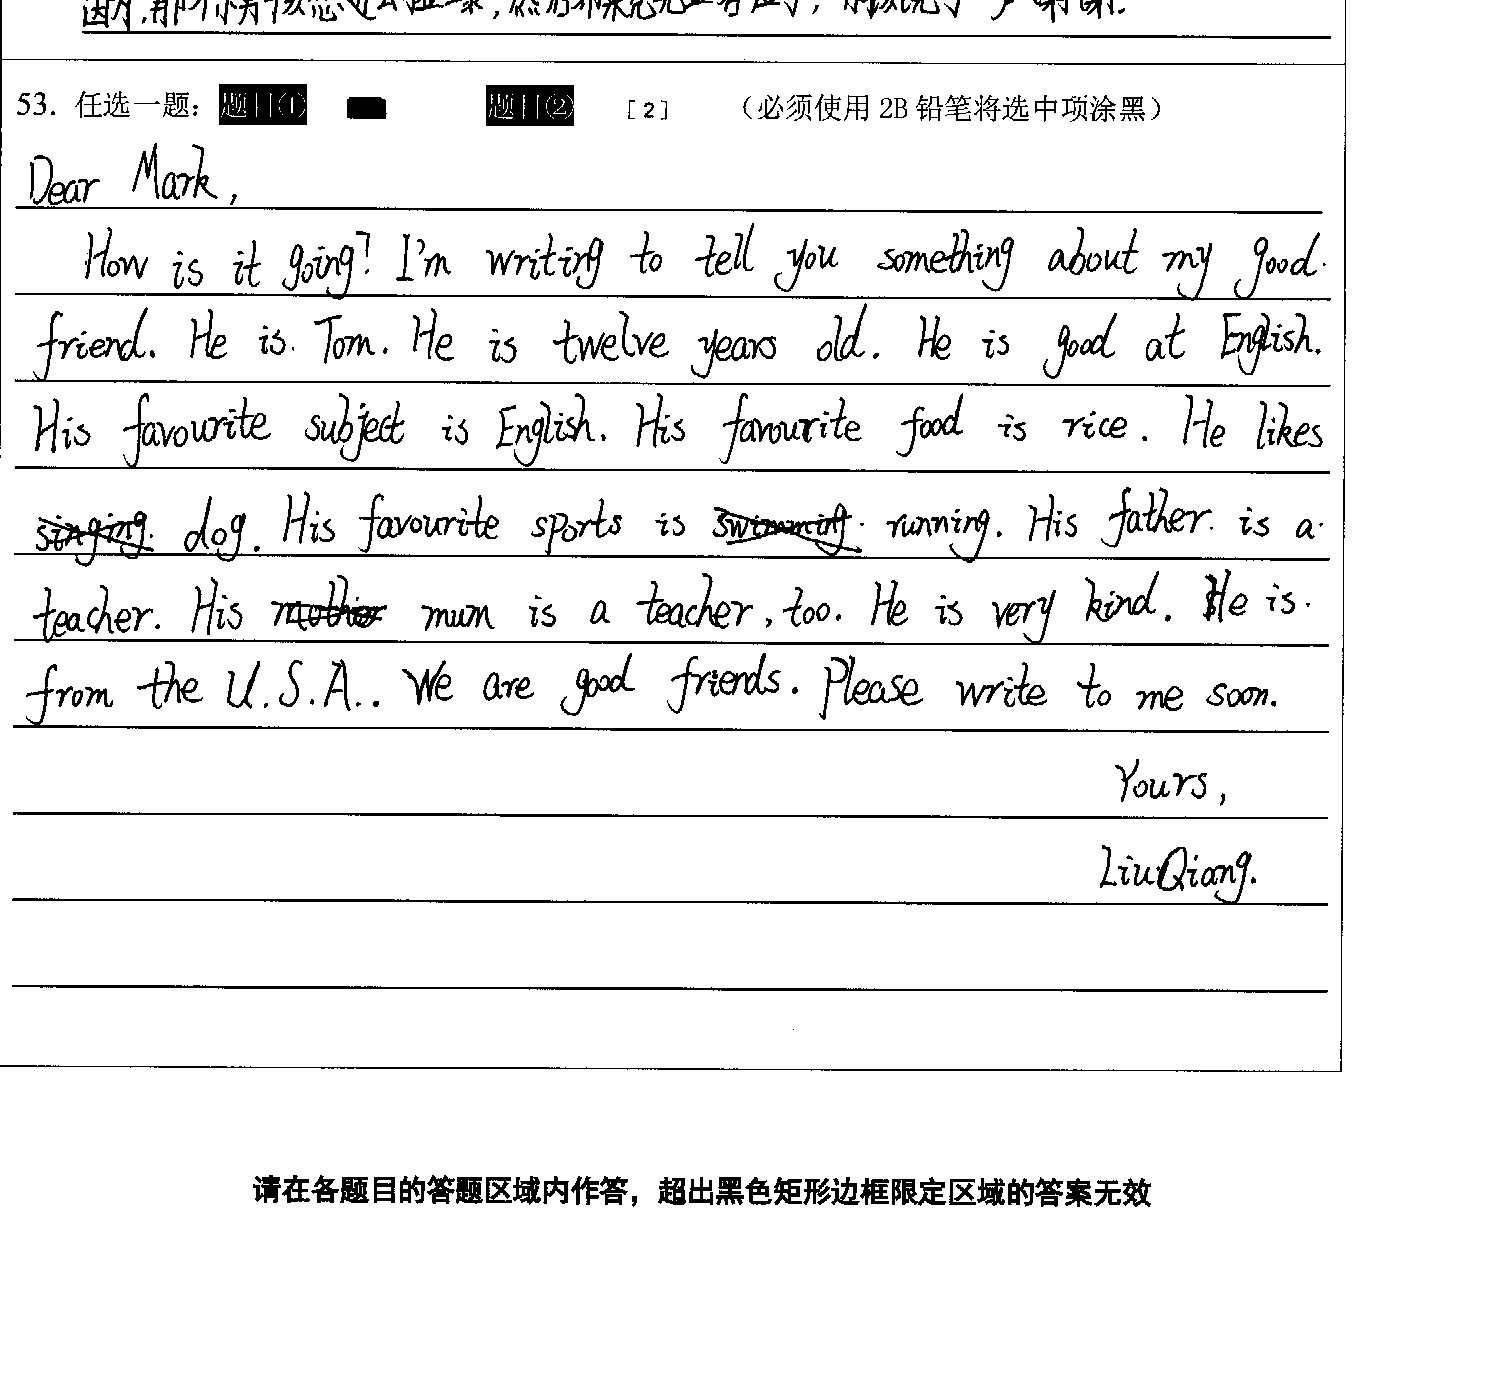 53. 任选一题： 题目① 题目② [2] （必须使用 2B 铅笔将选中项涂黑）
Dear Mark,
How is it going? I'm writing to tell you something about my good
friend. He is Tom. He is twelve years old. He is good at English.
His favourite subject is English. His favourite food is rice. He likes
singing dog. His favourite sports is swimming running. His father is a
teacher. His mother mum is a teacher, too. He is very kind. He is
from the U.S.A.. We are good friends. Please write to me soon.
Yours,
LiuQiang.
请在各题目的答题区域内作答，超出黑色矩形边框限定区域的答案无效